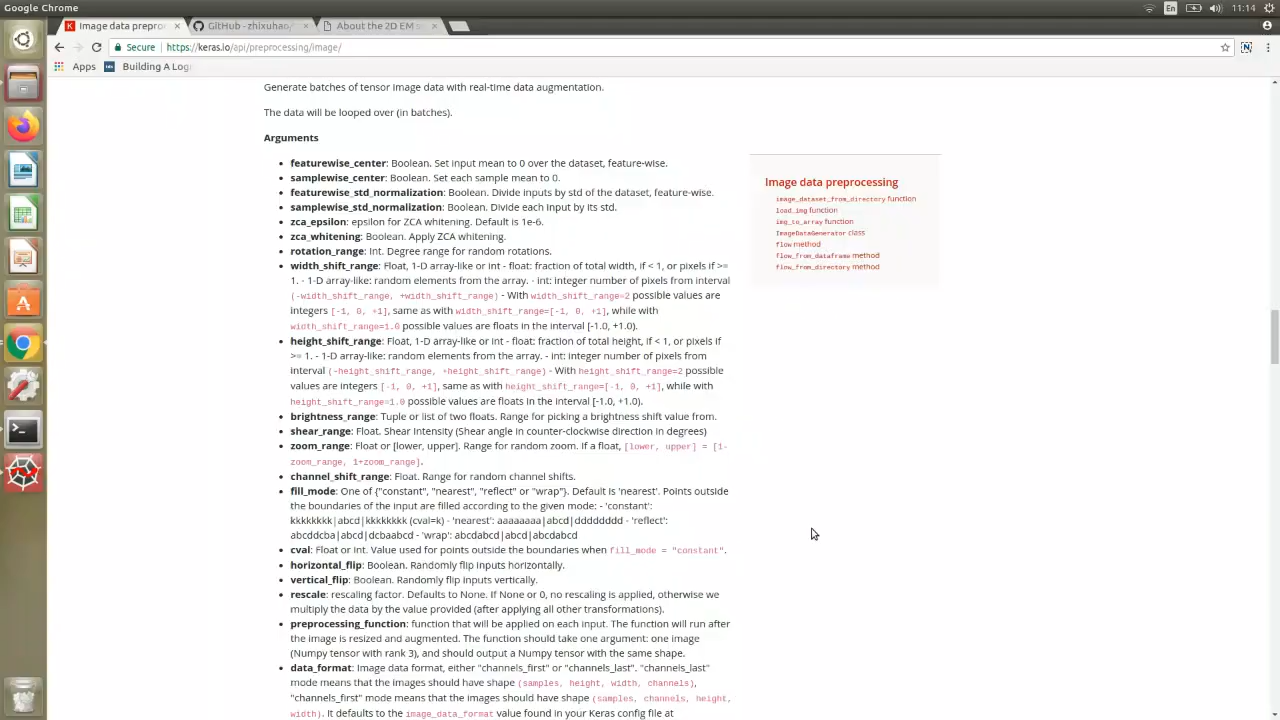 Google Chrome
En
11:14
Image data prepro
GitHub - zhixuhao/
About the 2D EM s
Secure
https://keras.io/api/preprocessing/image/
Apps
Building A Log
Generate batches of tensor image data with real-time data augmentation.
The data will be looped over (in batches).
Arguments
featurewise_center: Boolean. Set input mean to 0 over the dataset, feature-wise.
samplewise_center: Boolean. Set each sample mean to 0.
featurewise_std_normalization: Boolean. Divide inputs by std of the dataset, feature-wise.
samplewise_std_normalization: Boolean. Divide each input by its std.
zca_epsilon: epsilon for ZCA whitening. Default is 1e-6.
zca_whitening: Boolean. Apply ZCA whitening.
rotation_range: Int. Degree range for random rotations.
width_shift_range: Float, 1-D array-like or int - float: fraction of total width, if < 1, or pixels if >=
1. - 1-D array-like: random elements from the array. - int: integer number of pixels from interval
(-width_shift_range, +width_shift_range) - With width_shift_range=2 possible values are
integers [-1, 0, +1], same as with width_shift_range=[-1, 0, +1], while with
width_shift_range=1.0 possible values are floats in the interval [-1.0, +1.0).
height_shift_range: Float, 1-D array-like or int - float: fraction of total height, if < 1, or pixels if
>= 1. - 1-D array-like: random elements from the array. - int: integer number of pixels from
interval (-height_shift_range, +height_shift_range) - With height_shift_range=2 possible
values are integers [-1, 0, +1], same as with height_shift_range=[-1, 0, +1], while with
height_shift_range=1.0 possible values are floats in the interval [-1.0, +1.0).
brightness_range: Tuple or list of two floats. Range for picking a brightness shift value from.
shear_range: Float. Shear Intensity (Shear angle in counter-clockwise direction in degrees)
zoom_range: Float or [lower, upper]. Range for random zoom. If a float, [lower, upper] = [1-
zoom_range, 1+zoom_range].
channel_shift_range: Float. Range for random channel shifts.
fill_mode: One of {"constant", "nearest", "reflect" or "wrap"}. Default is 'nearest'. Points outside
the boundaries of the input are filled according to the given mode: - 'constant':
kkkkkkkk|abcd|kkkkkkkk (cval=k) - 'nearest': aaaaaaaa|abcd|dddddddd - 'reflect':
abcddcba|abcd|dcbaabcd - 'wrap': abcdabcd|abcd|abcdabcd
cval: Float or Int. Value used for points outside the boundaries when fill_mode = "constant".
horizontal_flip: Boolean. Randomly flip inputs horizontally.
vertical_flip: Boolean. Randomly flip inputs vertically.
rescale: rescaling factor. Defaults to None. If None or 0, no rescaling is applied, otherwise we
multiply the data by the value provided (after applying all other transformations).
preprocessing_function: function that will be applied on each input. The function will run after
the image is resized and augmented. The function should take one argument: one image
(Numpy tensor with rank 3), and should output a Numpy tensor with the same shape.
data_format: Image data format, either "channels_first" or "channels_last". "channels_last"
mode means that the images should have shape (samples, height, width, channels),
"channels_first" mode means that the images should have shape (samples, channels, height,
width). It defaults to the image_data_format value found in your Keras config file at
Image data preprocessing
image_dataset_from_directory function
load_img function
img_to_array function
ImageDataGenerator class
flow method
flow_from_dataframe method
flow_from_directory method